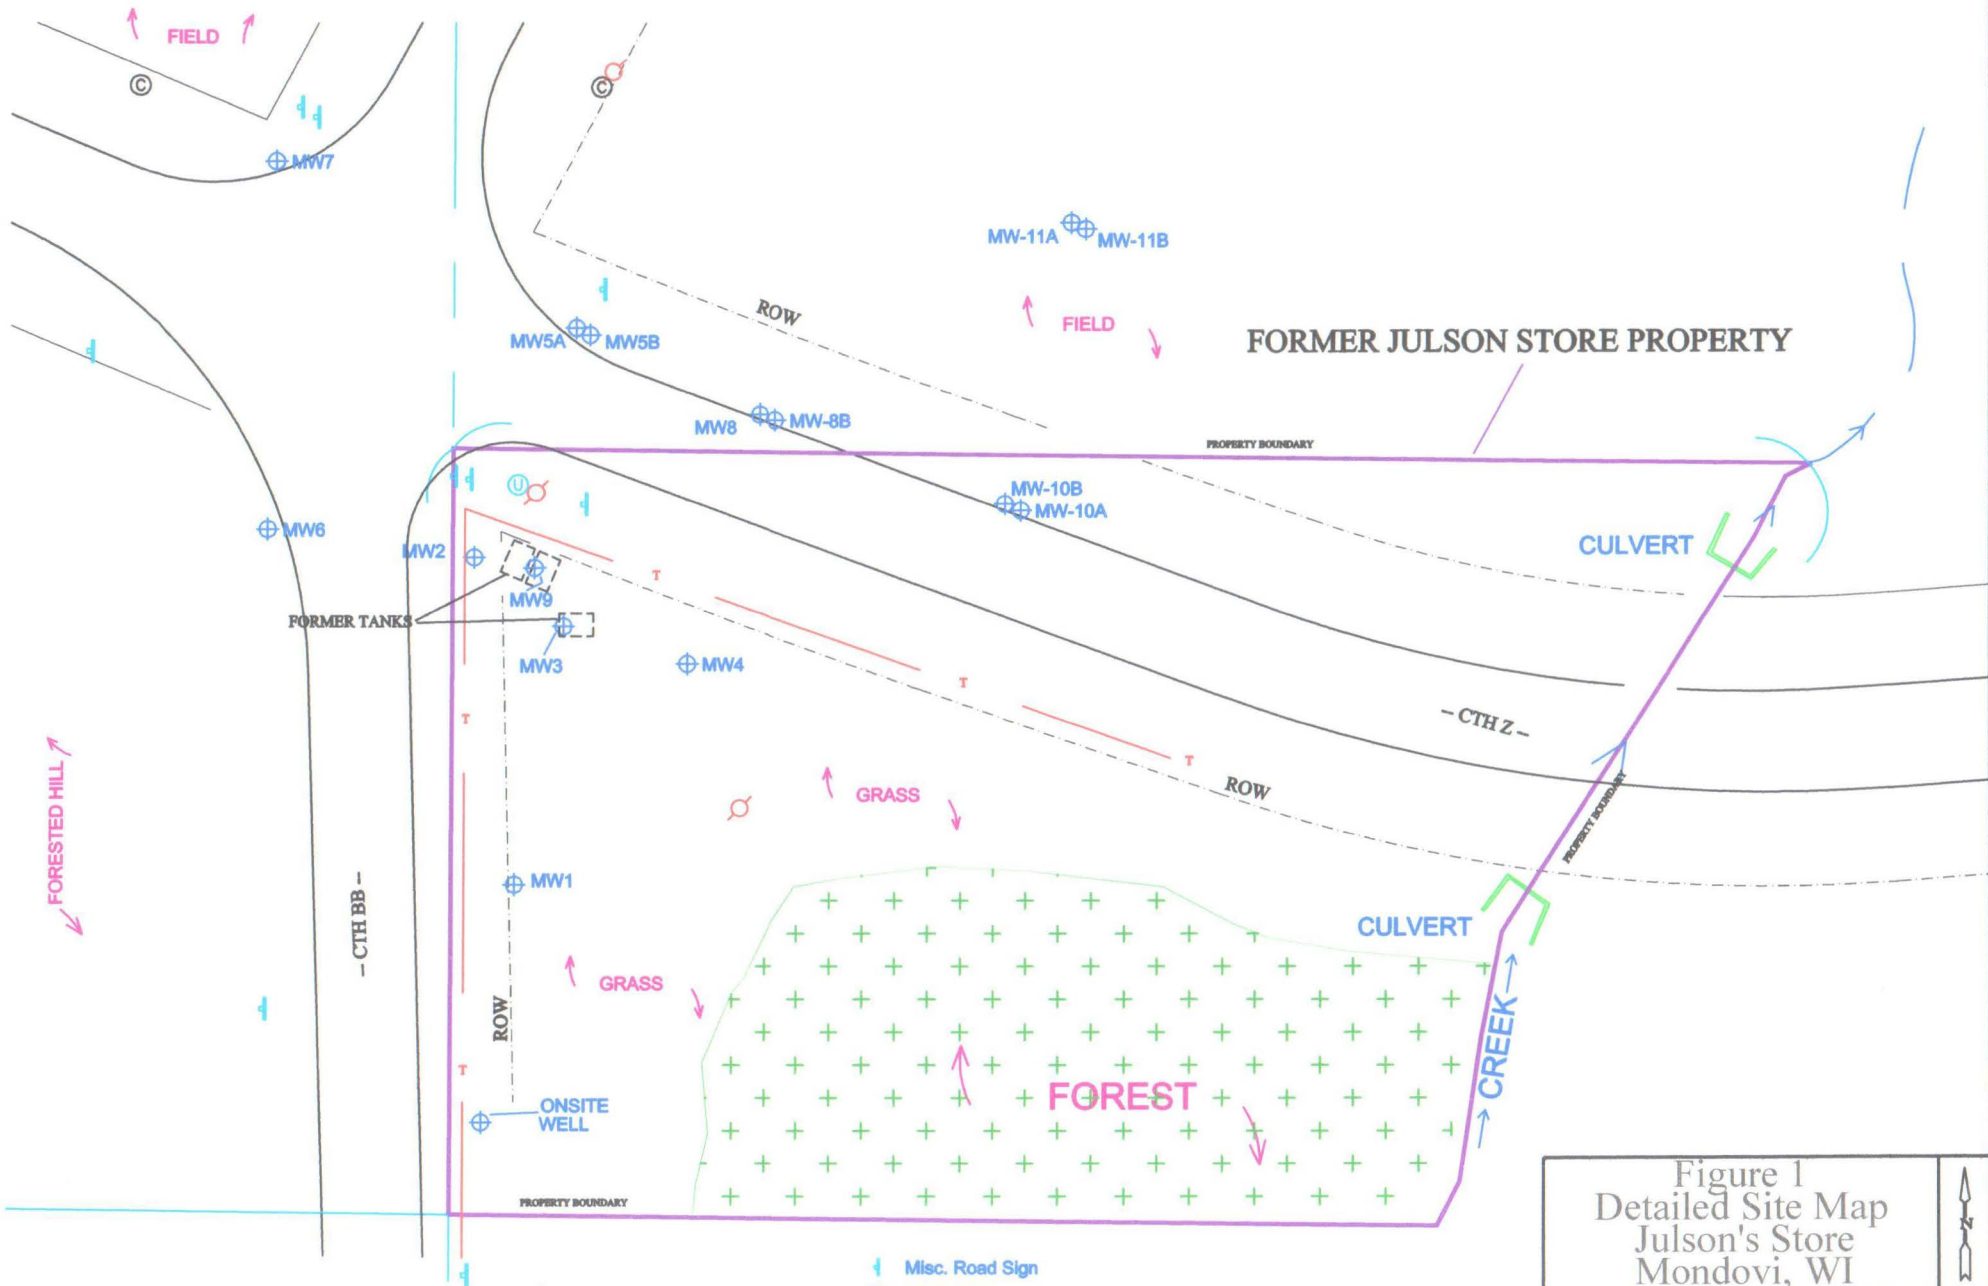 FIELD
©
©
MW7
MW-11A
MW-11B
ROW
MW5A
MW5B
FIELD
FORMER JULSON STORE PROPERTY
MW8
MW-8B
PROPERTY BOUNDARY
U
MW-10B
MW-10A
MW6
MW2
CULVERT
MW9
T
FORMER TANKS
MW3
MW4
T
T
-- CTH Z --
T
ROW
GRASS
FORESTED HILL
PROPERTY BOUNDARY
MW1
-- CTH BB --
CULVERT
GRASS
ROW
CREEK
T
FOREST
ONSITE
WELL
PROPERTY BOUNDARY
Misc. Road Sign
Figure 1
Detailed Site Map
Julson's Store
Mondovi, WI
N